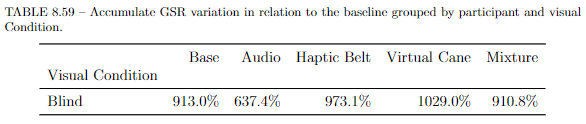 TABLE 8.59 – Accumulate GSR variation in relation to the baseline grouped by participant and visual
Condition.
Base Audio Haptic Belt Virtual Cane Mixture
Visual Condition
Blind 913.0% 637.4% 973.1% 1029.0% 910.8%